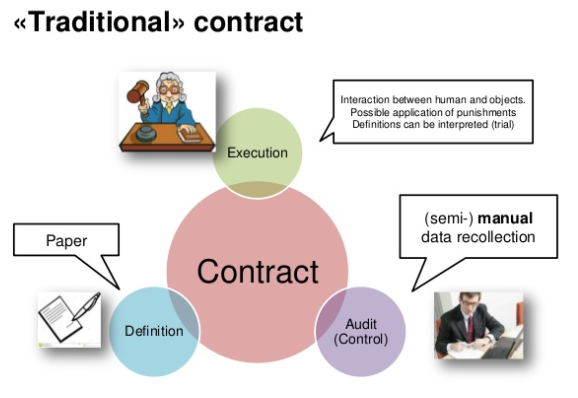 «Traditional» contract
Interaction between human and objects.
Possible application of punishments
Definitions can be interpreted (trial)
Execution
(semi-) manual
data recollection
Paper
Contract
Definition
Audit
(Control)